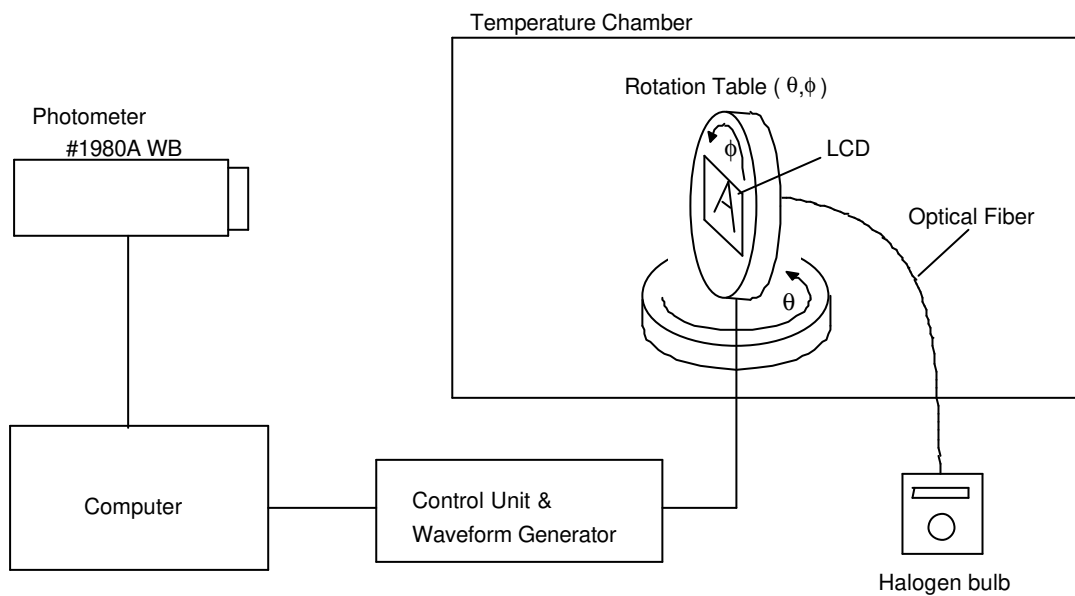 Temperature Chamber
Rotation Table ( θ,ϕ )
Photometer
#1980A WB
ϕ
LCD
A
Optical Fiber
θ
Computer
Control Unit &
Waveform Generator
Halogen bulb